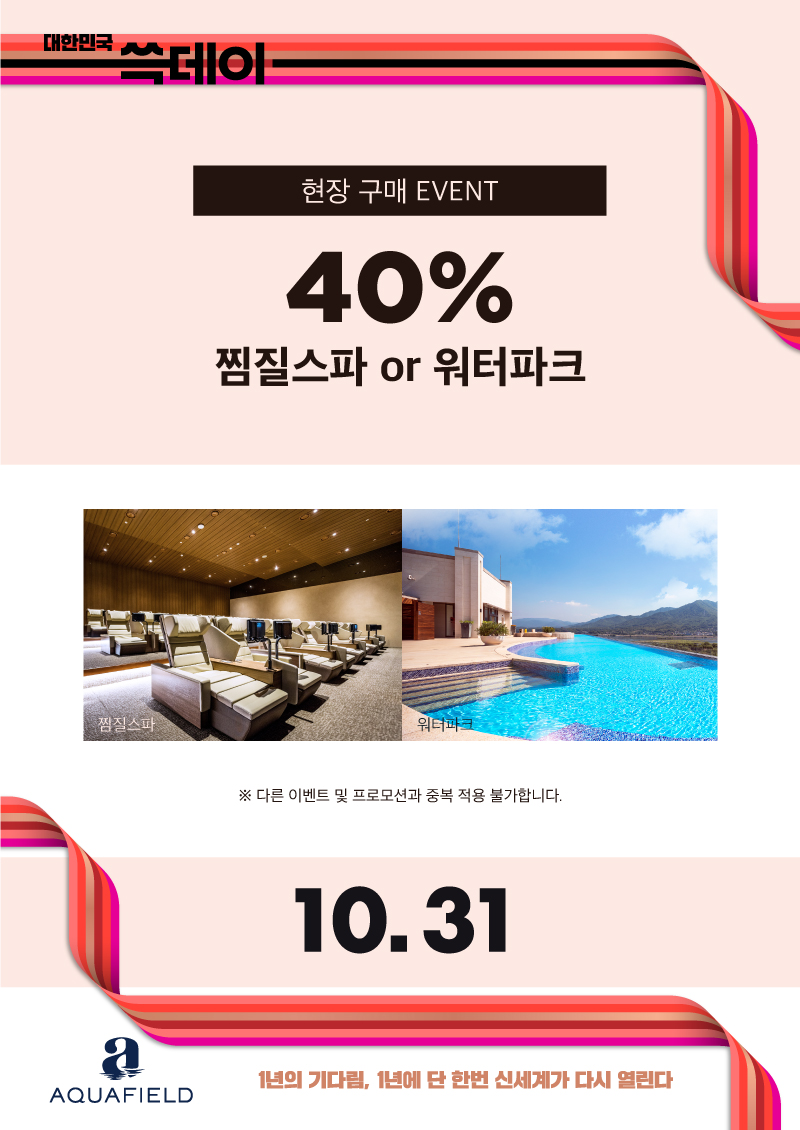 대한민국
쓱데이
현장 구매 EVENT
40%
찜질스파 or 워터파크
찜질스파
워터파크
※ 다른 이벤트 및 프로모션과 중복 적용 불가합니다.
10. 31
a
AQUAFIELD
1년의 기다림, 1년에 단 한번 신세계가 다시 열린다